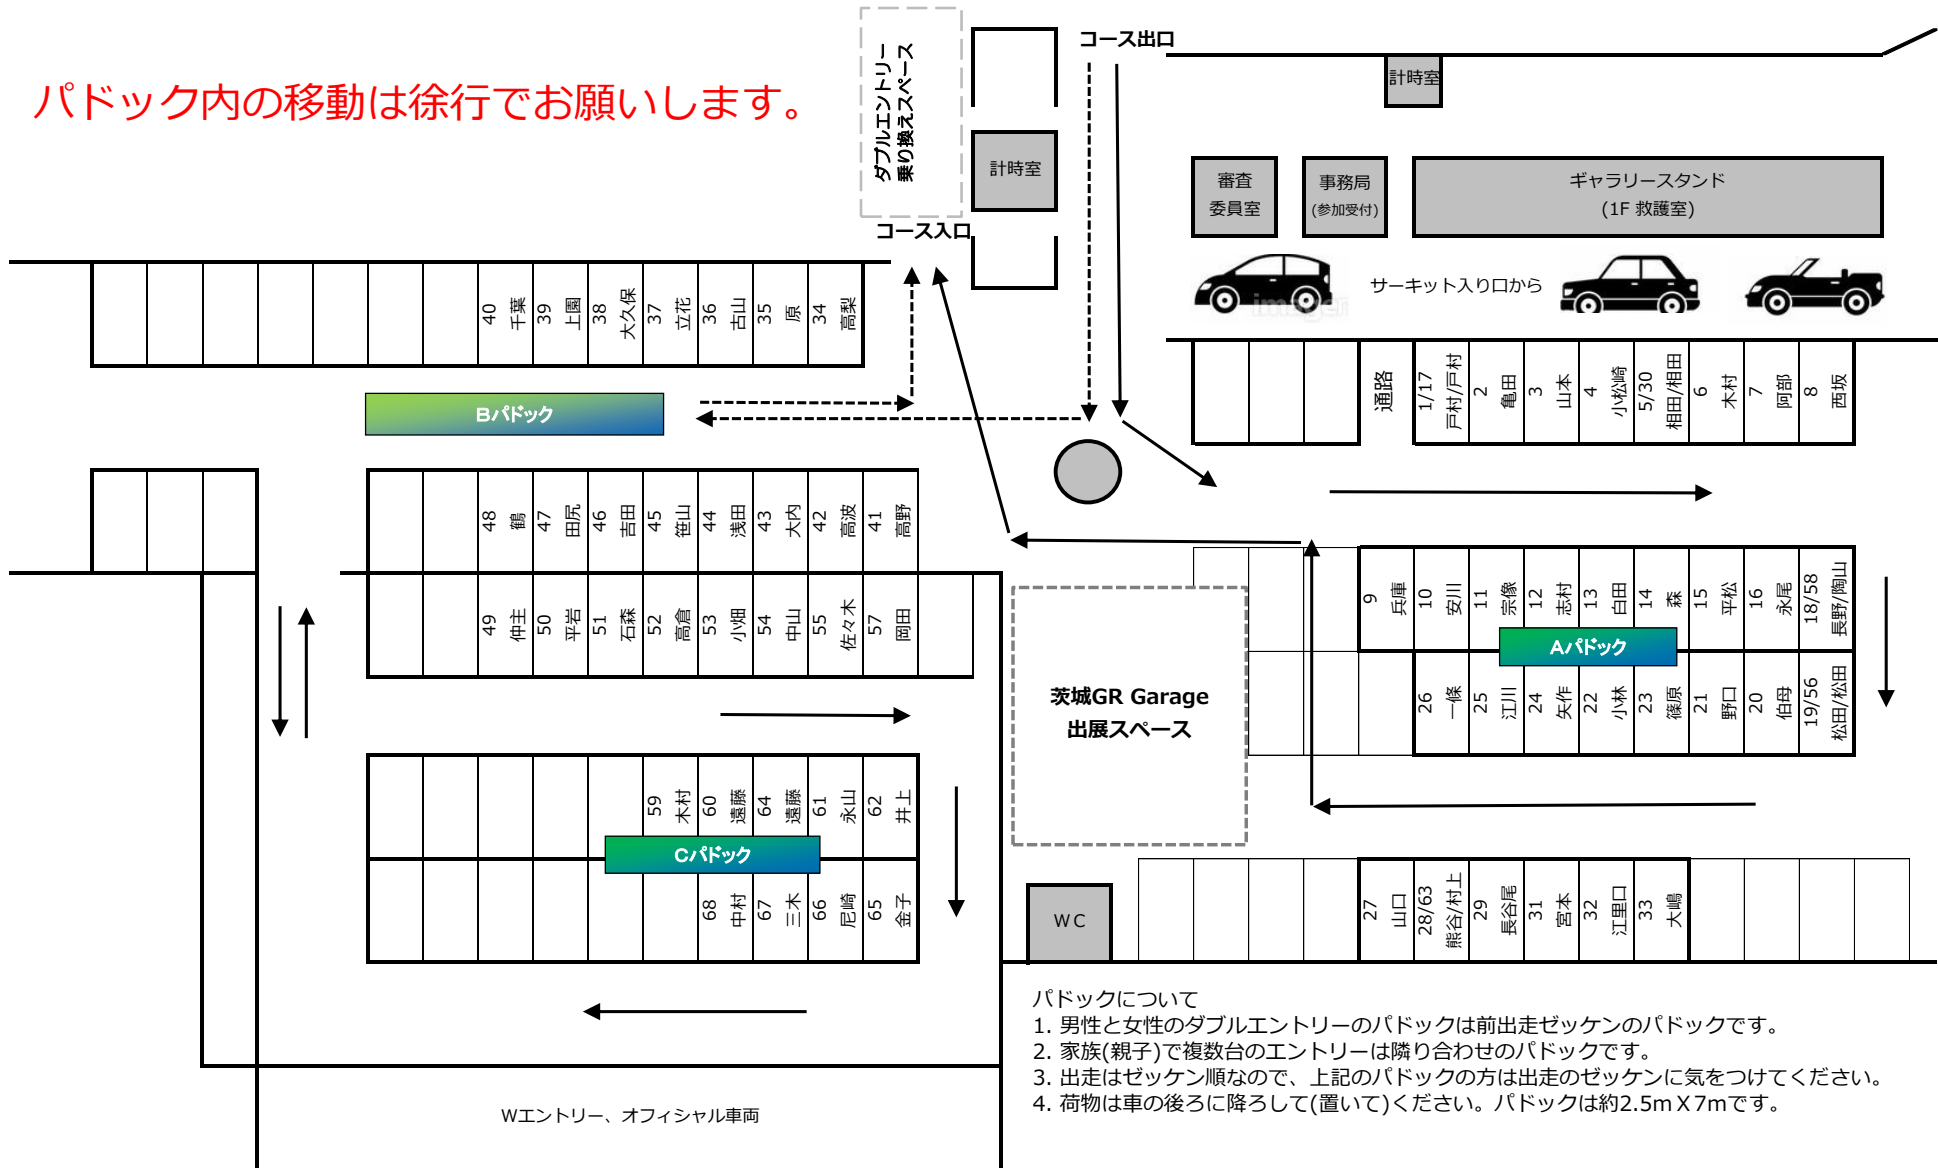 パドック内の移動は徐行でお願いします。
ダブルエントリー
乗り換えスペース
コース出口
計時室
計時室
審査
委員室
事務局
(参加受付)
ギャラリースタンド
(1F 救護室)
コース入口
サーキット入り口から
40 千葉
39 上園
38 大久保
37 立花
36 古山
35 原
34 高梨
通路
1/17 戸村/戸村
2 亀田
3 山本
4 小松崎
5/30 相田/相田
6 木村
7 阿部
8 西坂
Bパドック
48 鶴
47 田尻
46 吉田
45 笹山
44 浅田
43 大内
42 高波
41 高野
49 仲主
50 平岩
51 石森
52 高倉
53 小畑
54 中山
55 佐々木
57 岡田
9 兵庫
10 安川
11 宗像
12 志村
13 白田
14 森
15 平松
16 永尾
18/58 長野/陶山
Aパドック
26 一條
25 江川
24 矢作
22 小林
23 篠原
21 野口
20 伯母
19/56 松田/松田
茨城GR Garage
出展スペース
59 木村
60 遠藤
64 遠藤
61 永山
62 井上
Cパドック
68 中村
67 三木
66 尼崎
65 金子
WC
27 山口
28/63 熊谷/村上
29 長谷尾
31 宮本
32 江里口
33 大嶋
パドックについて
1. 男性と女性のダブルエントリーのパドックは前出走ゼッケンのパドックです。
2. 家族(親子)で複数台のエントリーは隣り合わせのパドックです。
3. 出走はゼッケン順なので、上記のパドックの方は出走のゼッケンに気をつけてください。
4. 荷物は車の後ろに降ろして(置いて)ください。パドックは約2.5m X 7mです。
Wエントリー、オフィシャル車両